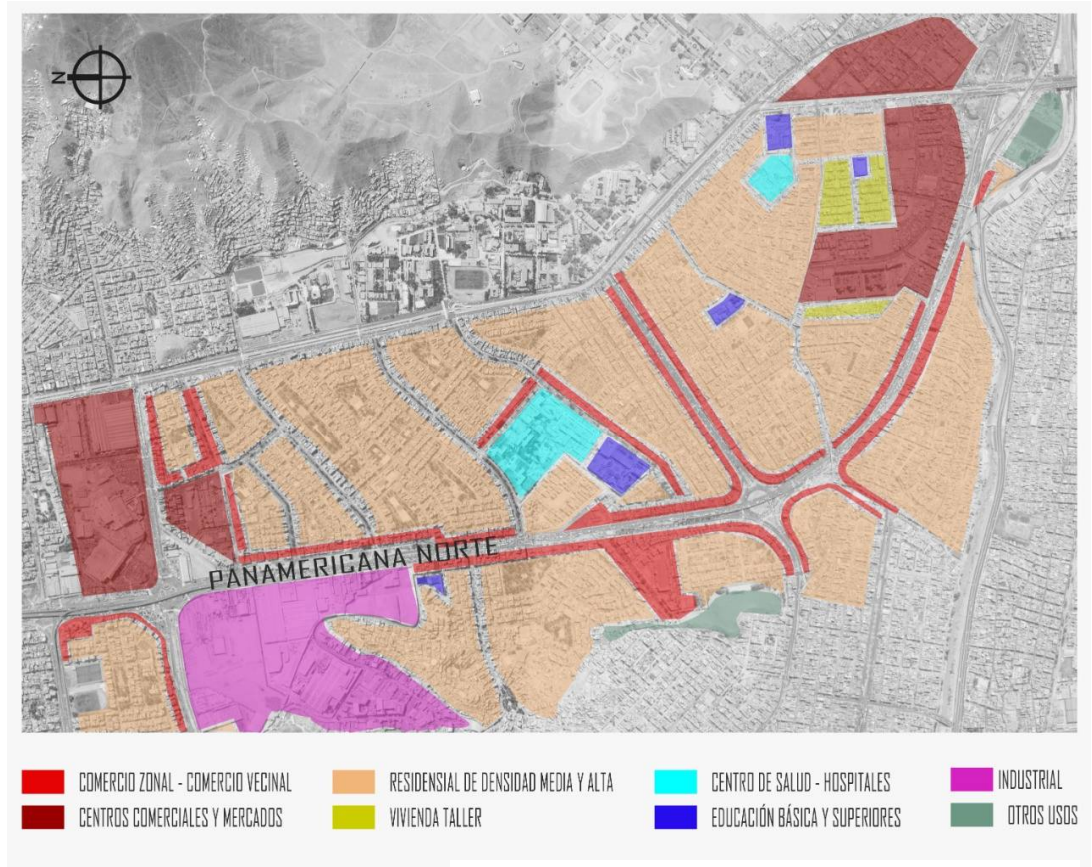 N
PANAMERICANA NORTE
COMERCIO ZONAL - COMERCIO VECINAL
RESIDENSIAL DE DENSIDAD MEDIA Y ALTA
CENTRO DE SALUD - HOSPITALES
INDUSTRIAL
CENTROS COMERCIALES Y MERCADOS
VIVIENDA TALLER
EDUCACIÓN BÁSICA Y SUPERIORES
OTROS USOS